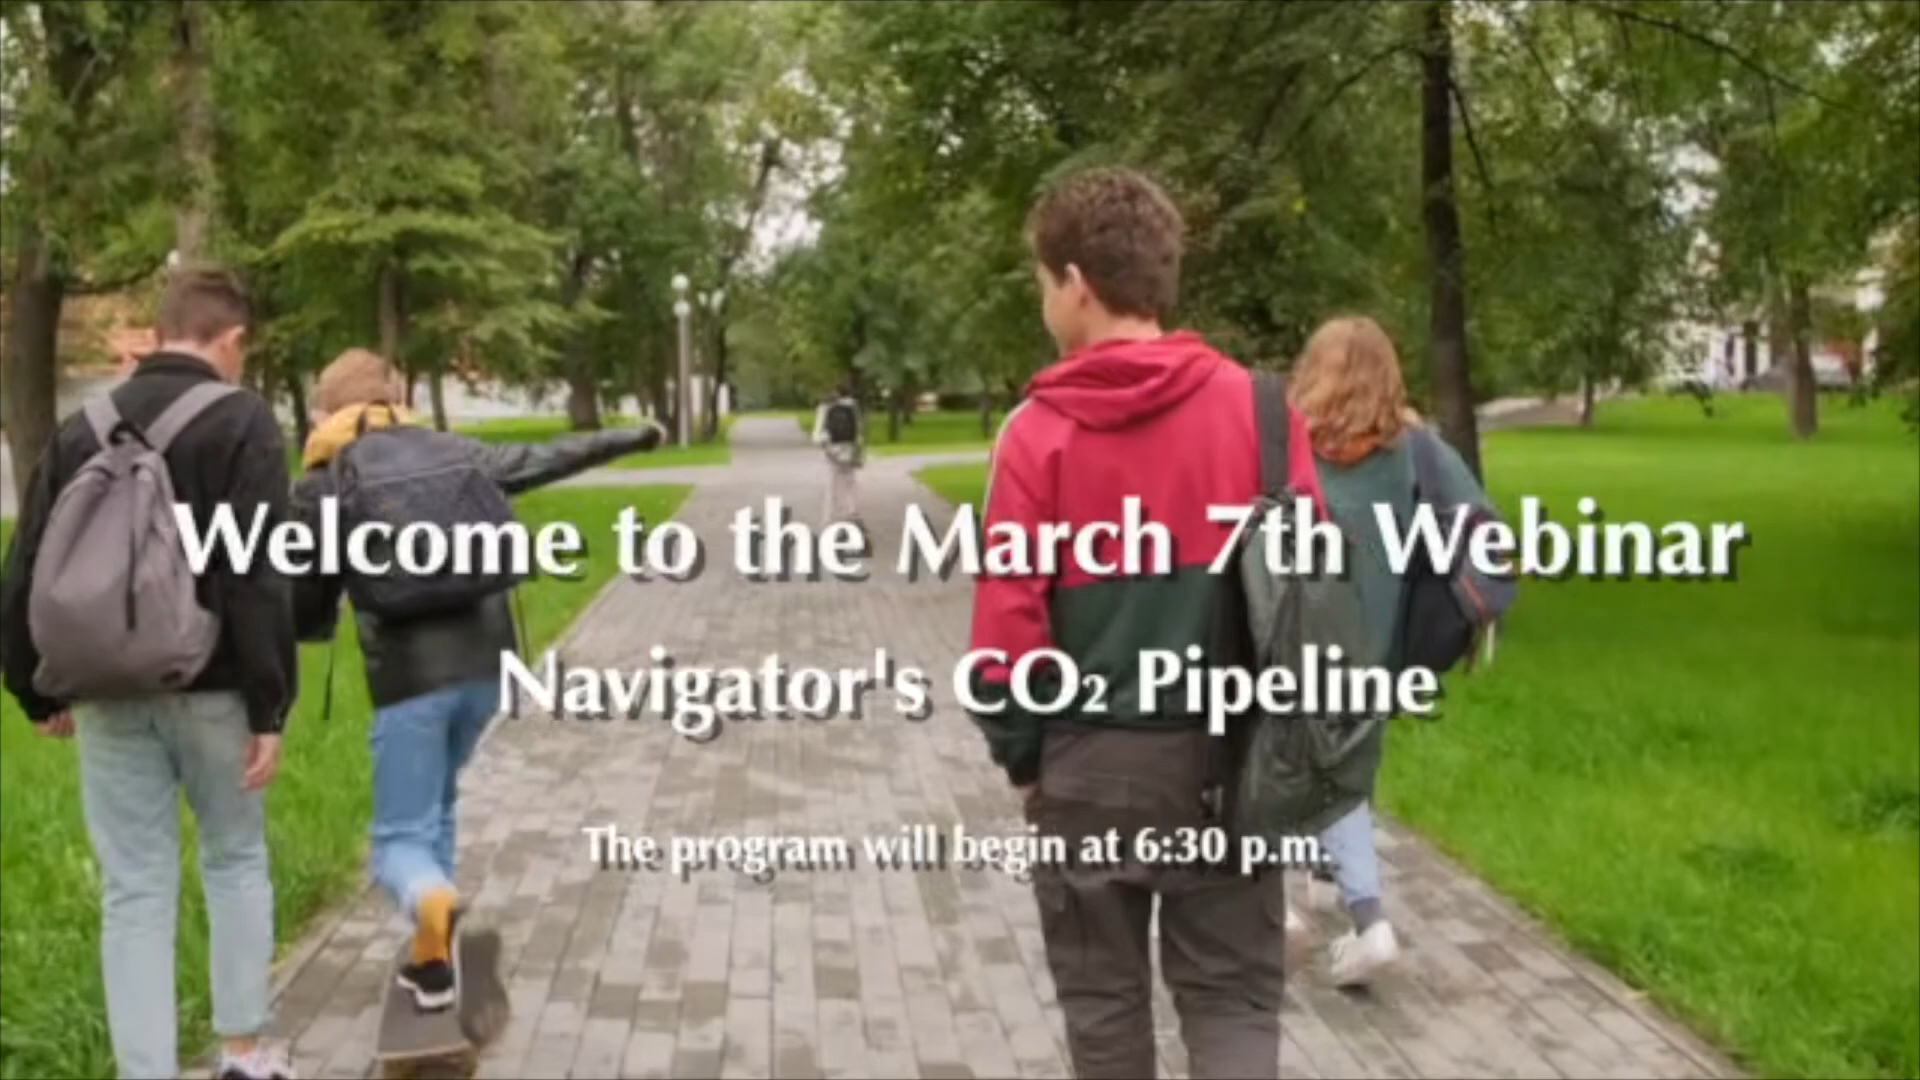 Welcome to the March 7th Webinar
Navigator's CO₂ Pipeline
The program will begin at 6:30 p.m.